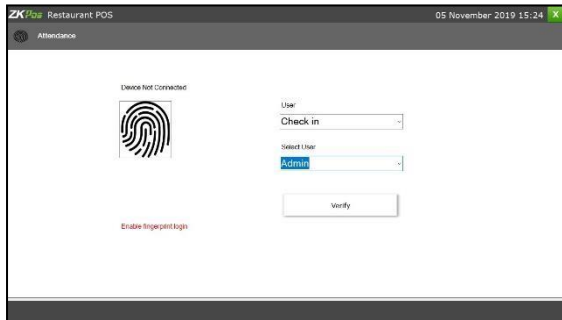 ZKPos Restaurant POS
05 November 2019 15:24 X
Attendance
Device Not Connected
User
Check in
Select User
Admin
Verify
Enable fingerprint login